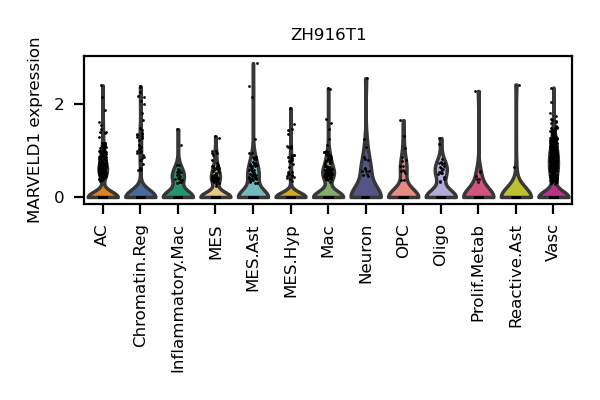 ZH916T1
MARVELD1 expression
2
0
AC
Chromatin.Reg
Inflammatory.Mac
MES
MES.Ast
MES.Hyp
Mac
Neuron
OPC
Oligo
Prolif.Metab
Reactive.Ast
Vasc